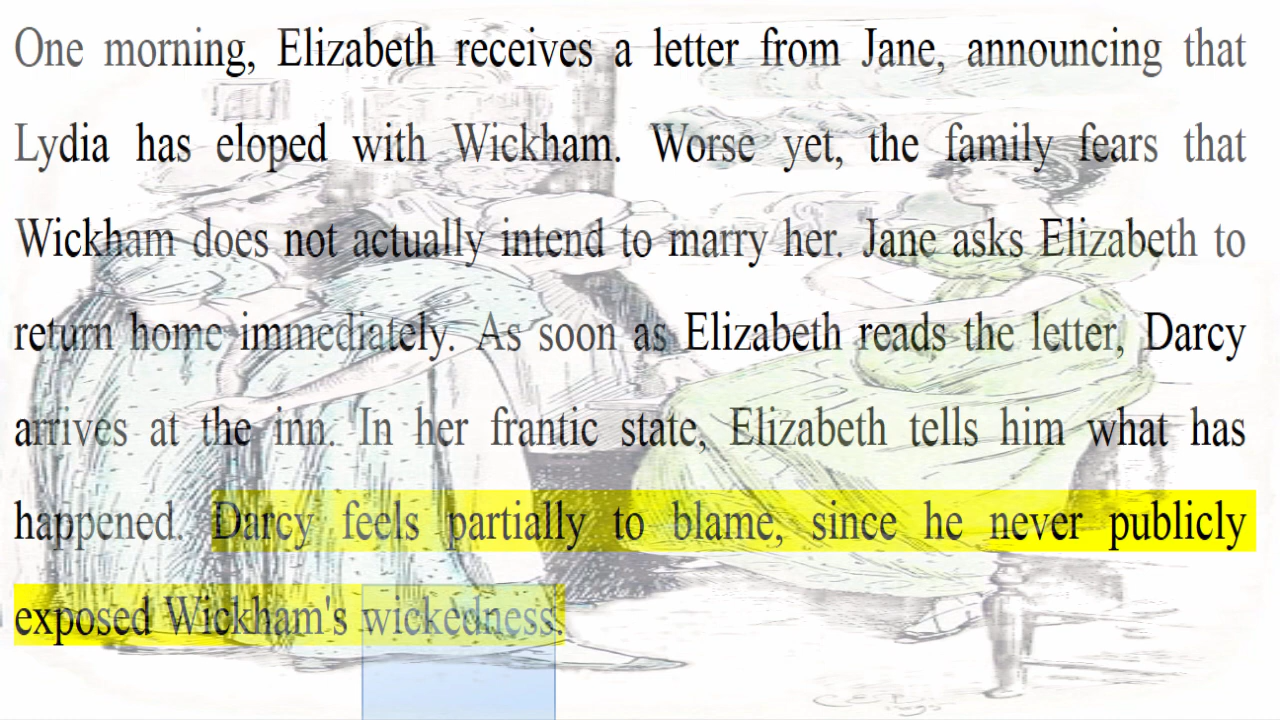 One morning, Elizabeth receives a letter from Jane, announcing that
Lydia has eloped with Wickham. Worse yet, the family fears that
Wickham does not actually intend to marry her. Jane asks Elizabeth to
return home immediately. As soon as Elizabeth reads the letter, Darcy
arrives at the inn. In her frantic state, Elizabeth tells him what has
happened. Darcy feels partially to blame, since he never publicly
exposed Wickham's wickedness.